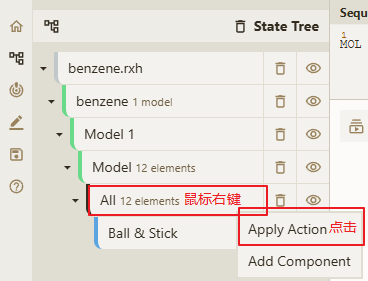 State Tree
Sequ
1
MOL
benzene.rxh
benzene 1 model
Model 1
Model 12 elements
All 12 elements 鼠标右键
Ball & Stick
Apply Action 点击
Add Component